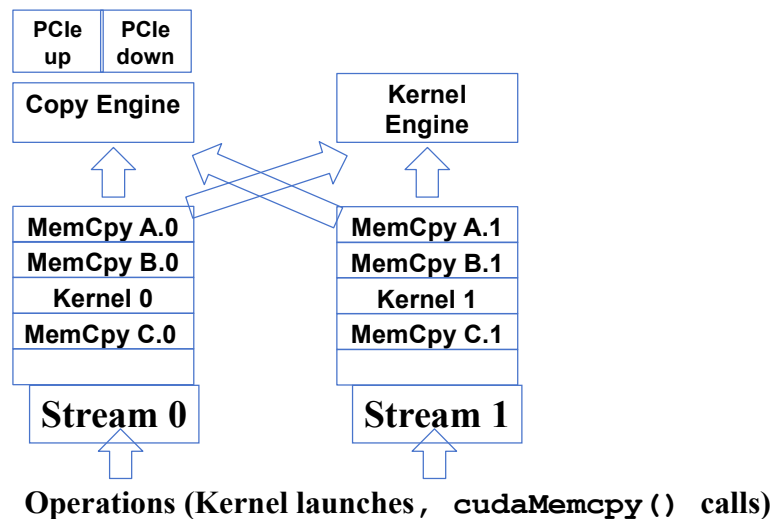 PCIe
up
PCIe
down
Copy Engine
Kernel
Engine
MemCpy A.0
MemCpy B.0
Kernel 0
MemCpy C.0
Stream 0
MemCpy A.1
MemCpy B.1
Kernel 1
MemCpy C.1
Stream 1
Operations (Kernel launches, cudaMemcpy() calls)